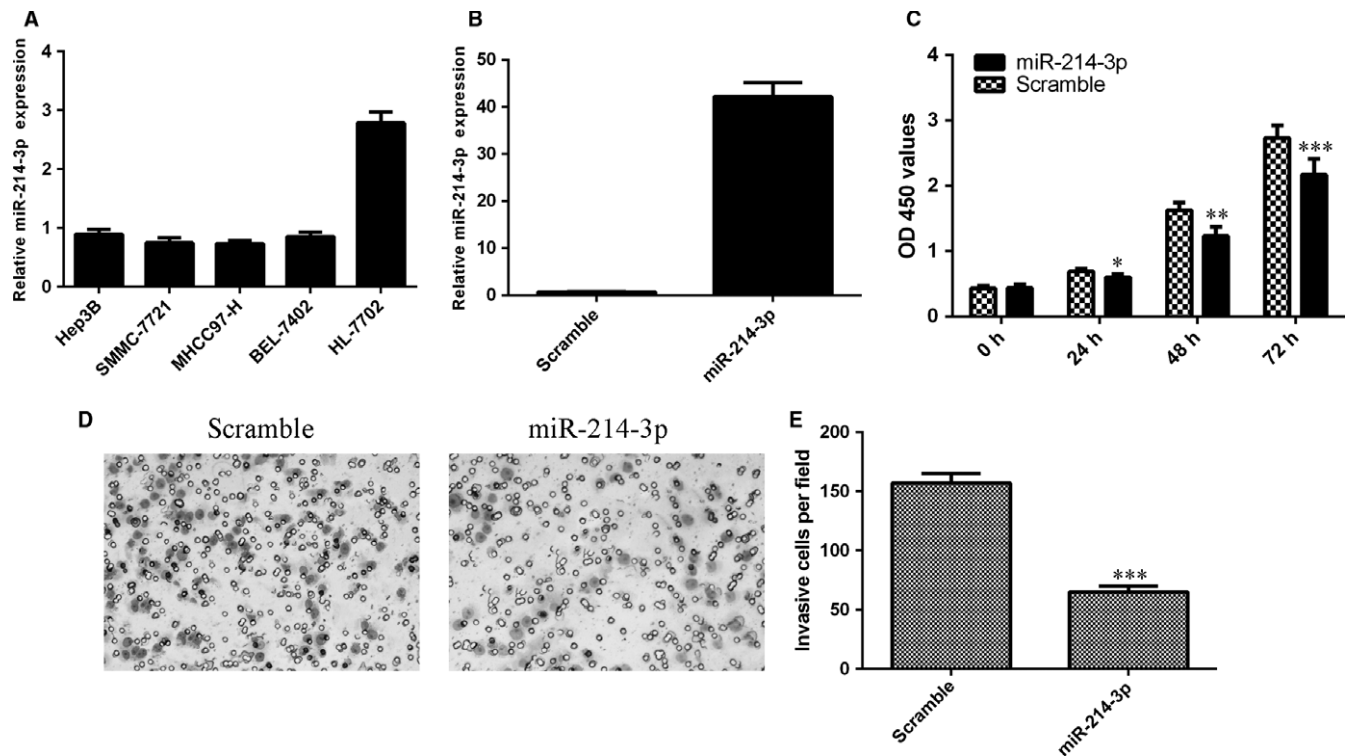 A
Relative miR-214-3p expression
4
3
2
1
0
Hep3B
SMMC-7721
MHCC97-H
BEL-7402
HL-7702
B
Relative miR-214-3p expression
50
40
30
20
10
0
Scramble
miR-214-3p
C
OD 450 values
4
3
2
1
0
miR-214-3p
Scramble
*
**
***
0 h
24 h
48 h
72 h
D
Scramble
miR-214-3p
E
Invasive cells per field
200
150
100
50
0
***
Scramble
miR-214-3p